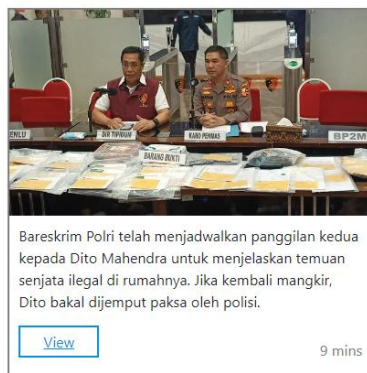 ENLU
DIR TIPIDUM
KARO PENMAS
BP2M
BARANG BUKTI
Bareskrim Polri telah menjadwalkan panggilan kedua
kepada Dito Mahendra untuk menjelaskan temuan
senjata ilegal di rumahnya. Jika kembali mangkir,
Dito bakal dijemput paksa oleh polisi.
View
9 mins